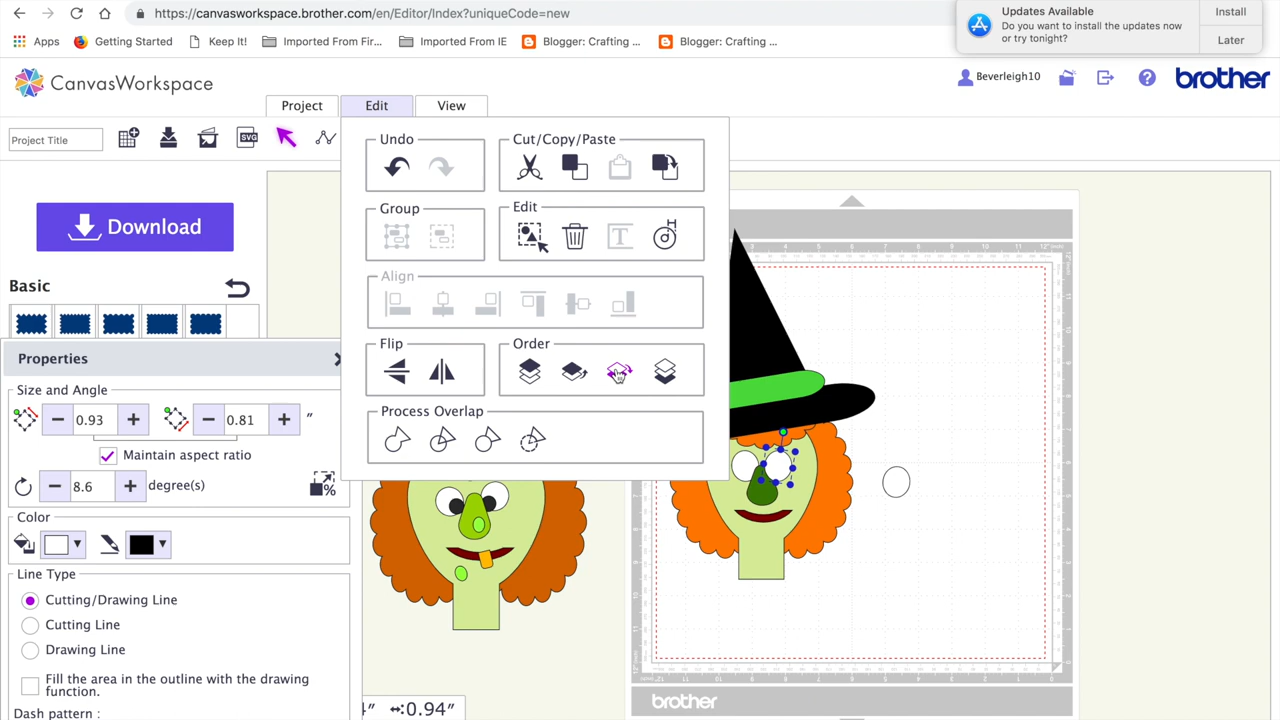 https://canvasworkspace.brother.com/en/Editor/Index?uniqueCode=new
Updates Available
Do you want to install the updates now
or try tonight?
Install
Later
Apps
Getting Started
Keep It!
Imported From Fir...
Imported From IE
Blogger: Crafting ...
Blogger: Crafting ...
CanvasWorkspace
Beverleigh10
brother
Project
Edit
View
Project Title
SVG
Undo
Cut/Copy/Paste
Group
Edit
T
H
Align
Flip
Order
Process Overlap
Download
Basic
Properties
Size and Angle
0.93
0.81
"
Maintain aspect ratio
8.6
degree(s)
%
Color
Line Type
Cutting/Drawing Line
Cutting Line
Drawing Line
Fill the area in the outline with the drawing
function.
Dash pattern :
0.94"
brother